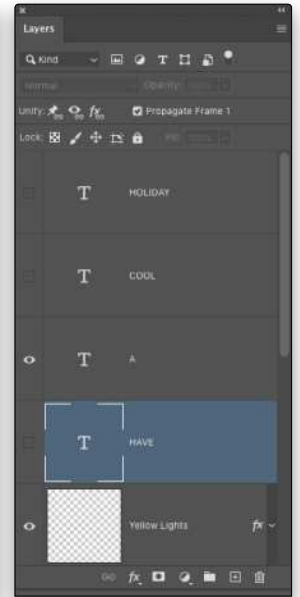 Layers
Kind
Normal
Opacity:
Unify:
Propagate Frame 1
Lock:
Fill:
T HOLIDAY
T COOL
T A
T HAVE
Yellow Lights fx